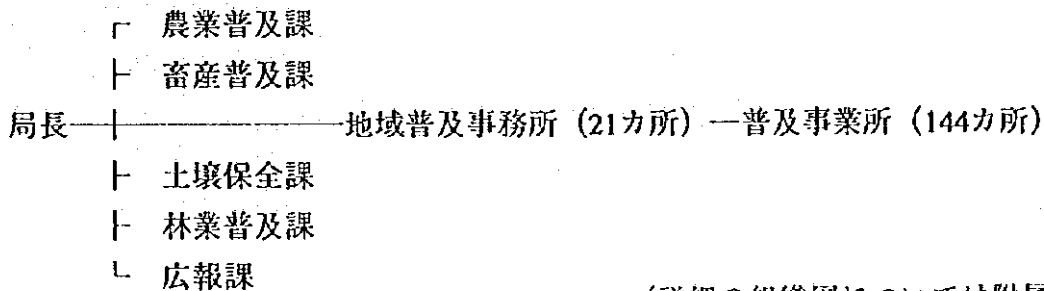 農業普及課
畜産普及課
局長 地域普及事務所（21カ所）—普及事業所（144カ所）
土壌保全課
林業普及課
広報課